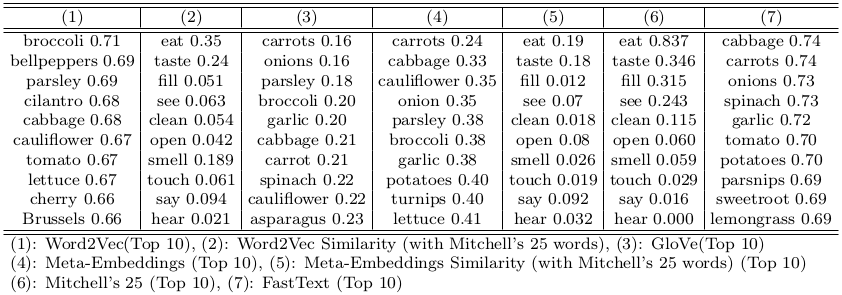 (1) (2) (3) (4) (5) (6) (7)
broccoli 0.71 eat 0.35 carrots 0.16 carrots 0.24 eat 0.19 eat 0.837 cabbage 0.74
bellpeppers 0.69 taste 0.24 onions 0.16 cabbage 0.33 taste 0.18 taste 0.346 carrots 0.74
parsley 0.69 fill 0.051 parsley 0.18 cauliflower 0.35 fill 0.012 fill 0.315 onions 0.73
cilantro 0.68 see 0.063 broccoli 0.20 onion 0.35 see 0.07 see 0.243 spinach 0.73
cabbage 0.68 clean 0.054 garlic 0.20 parsley 0.38 clean 0.018 clean 0.115 garlic 0.72
cauliflower 0.67 open 0.042 cabbage 0.21 broccoli 0.38 open 0.08 open 0.060 tomato 0.70
tomato 0.67 smell 0.189 carrot 0.21 garlic 0.38 smell 0.026 smell 0.059 potatoes 0.70
lettuce 0.67 touch 0.061 spinach 0.22 potatoes 0.40 touch 0.019 touch 0.029 parsnips 0.69
cherry 0.66 say 0.094 cauliflower 0.22 turnips 0.40 say 0.092 say 0.016 sweetroot 0.69
Brussels 0.66 hear 0.021 asparagus 0.23 lettuce 0.41 hear 0.032 hear 0.000 lemongrass 0.69
(1): Word2Vec(Top 10), (2): Word2Vec Similarity (with Mitchell's 25 words), (3): GloVe(Top 10)
(4): Meta-Embeddings (Top 10), (5): Meta-Embeddings Similarity (with Mitchell's 25 words) (Top 10)
(6): Mitchell's 25 (Top 10), (7): FastText (Top 10)